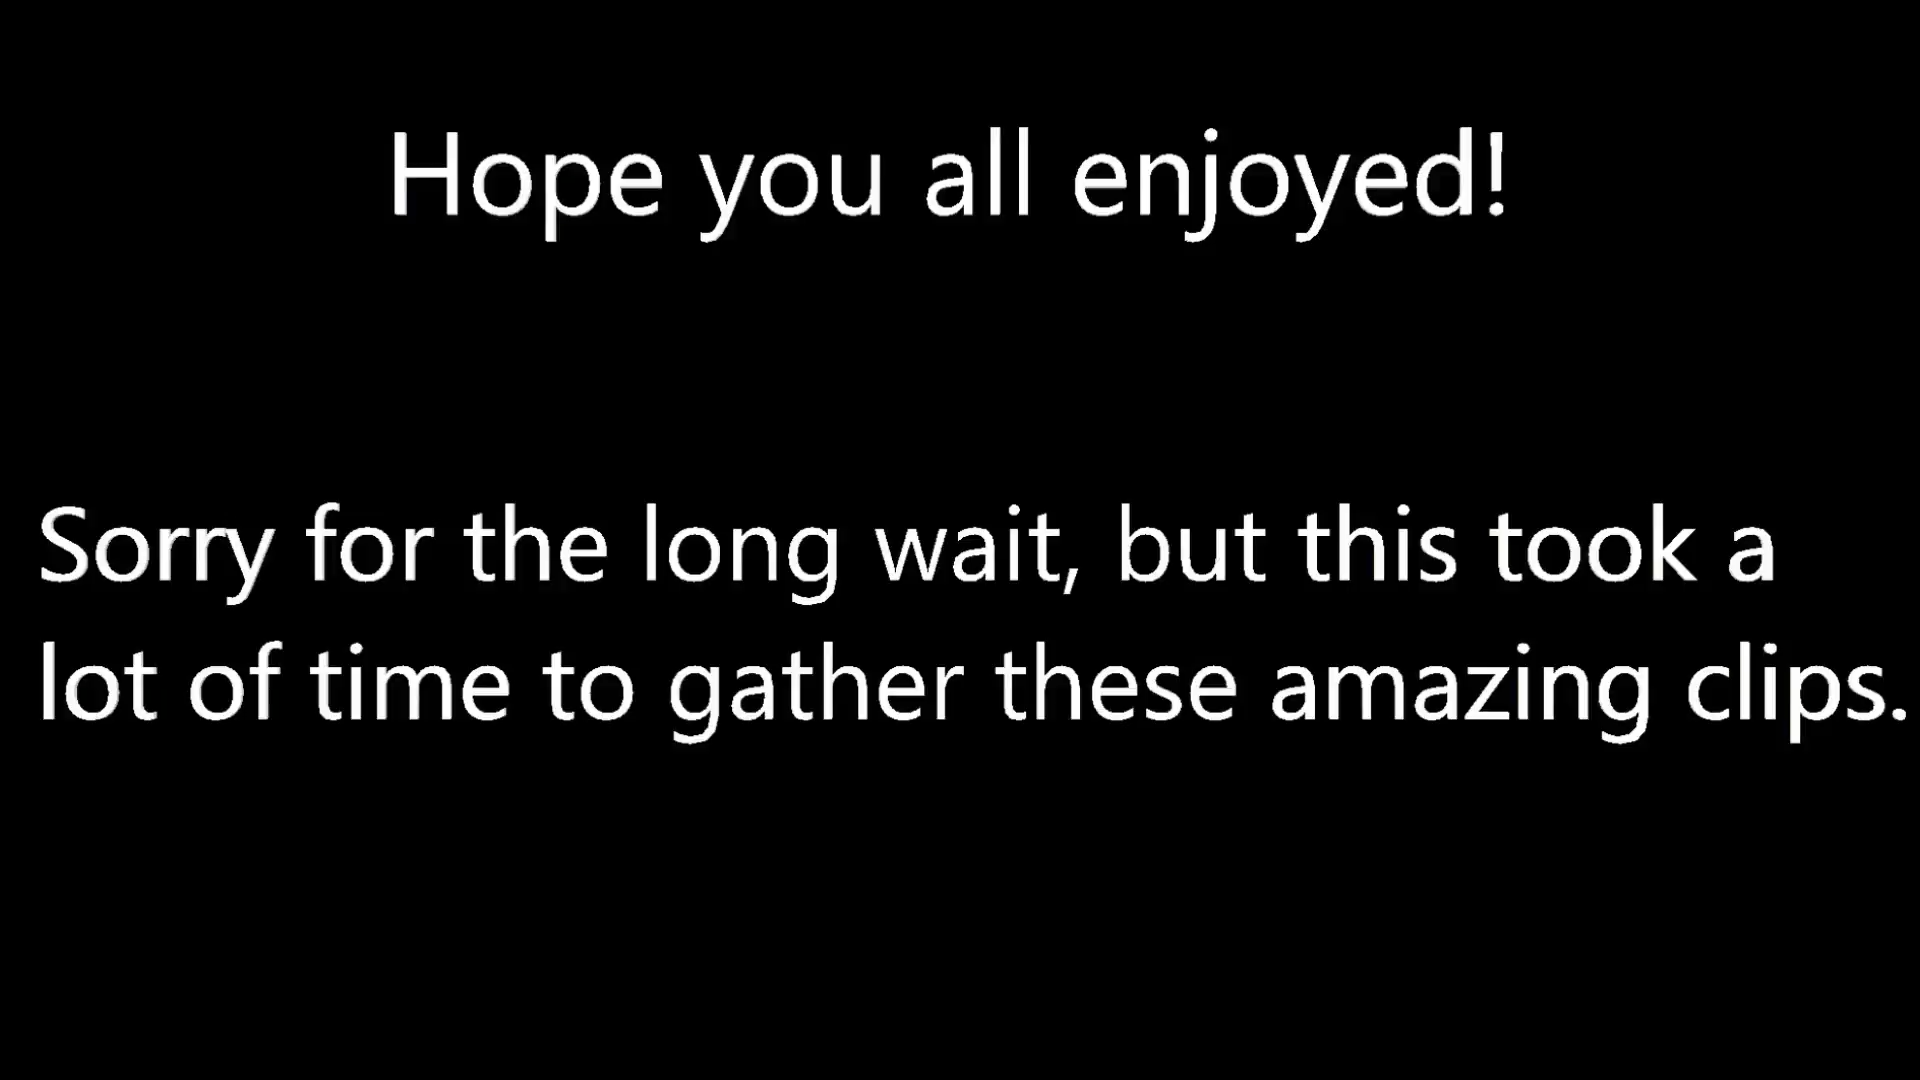 Hope you all enjoyed!
Sorry for the long wait, but this took a
lot of time to gather these amazing clips.